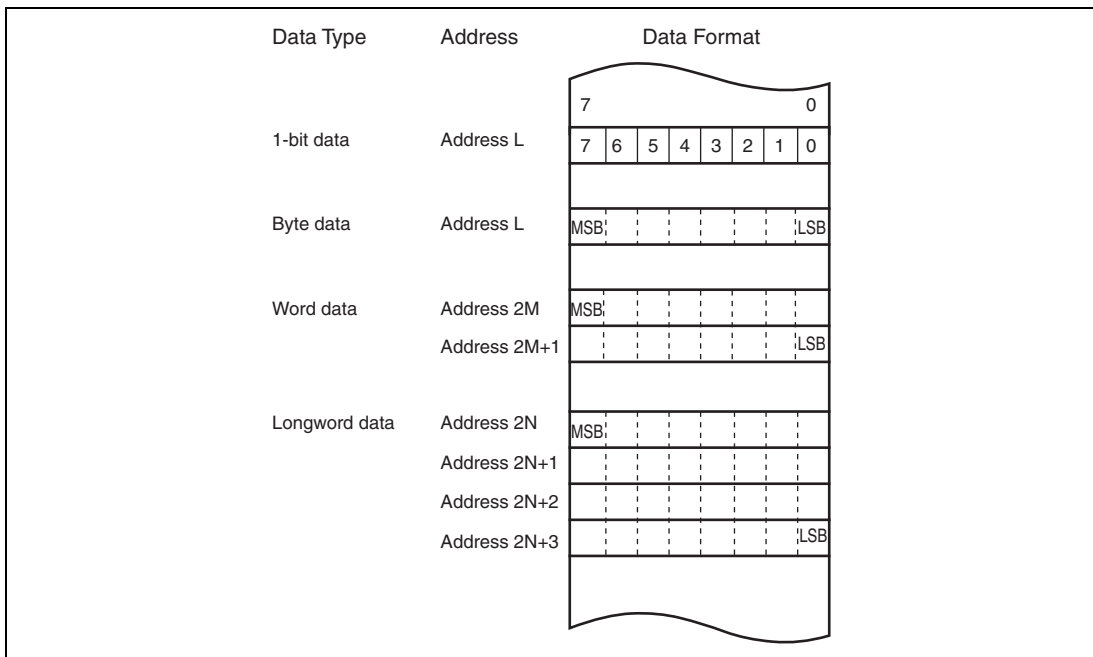 Data Type Address Data Format
7 0
1-bit data Address L 7 6 5 4 3 2 1 0
Byte data Address L MSB LSB
Word data Address 2M MSB
Address 2M+1 LSB
Longword data Address 2N MSB
Address 2N+1
Address 2N+2
Address 2N+3 LSB